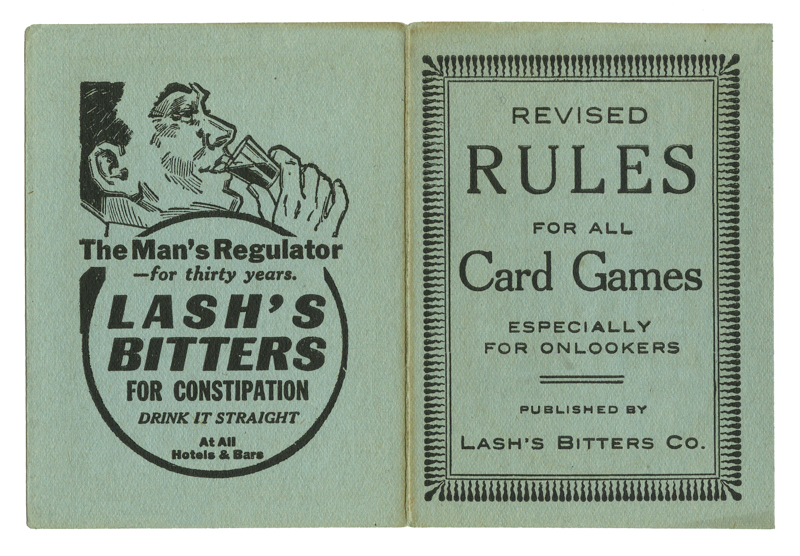 The Man's Regulator
—for thirty years.
LASH'S
BITTERS
FOR CONSTIPATION
DRINK IT STRAIGHT
At All
Hotels & Bars
REVISED
RULES
FOR ALL
Card Games
ESPECIALLY
FOR ONLOOKERS
PUBLISHED BY
LASH'S BITTERS CO.